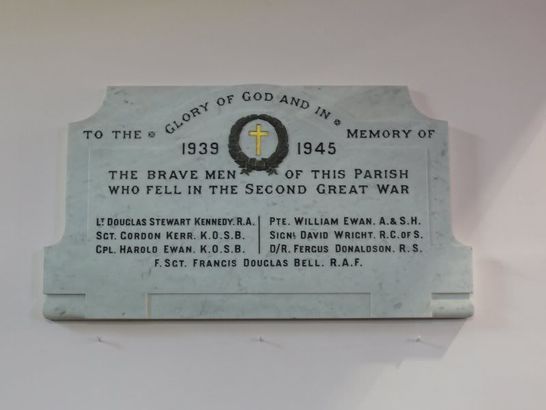 TO THE * GLORY OF GOD AND IN * MEMORY OF
1939 1945
THE BRAVE MEN OF THIS PARISH
WHO FELL IN THE SECOND GREAT WAR
LT DOUGLAS STEWART KENNEDY. R.A.
SGT. GORDON KERR. K.O.S.B.
CPL. HAROLD EWAN. K.O.S.B.
PTE. WILLIAM EWAN. A.& S.H.
SIGN. DAVID WRIGHT. R.C. OF S.
D/R. FERGUS DONALDSON. R.S.
F. SGT. FRANCIS DOUGLAS BELL. R.A.F.